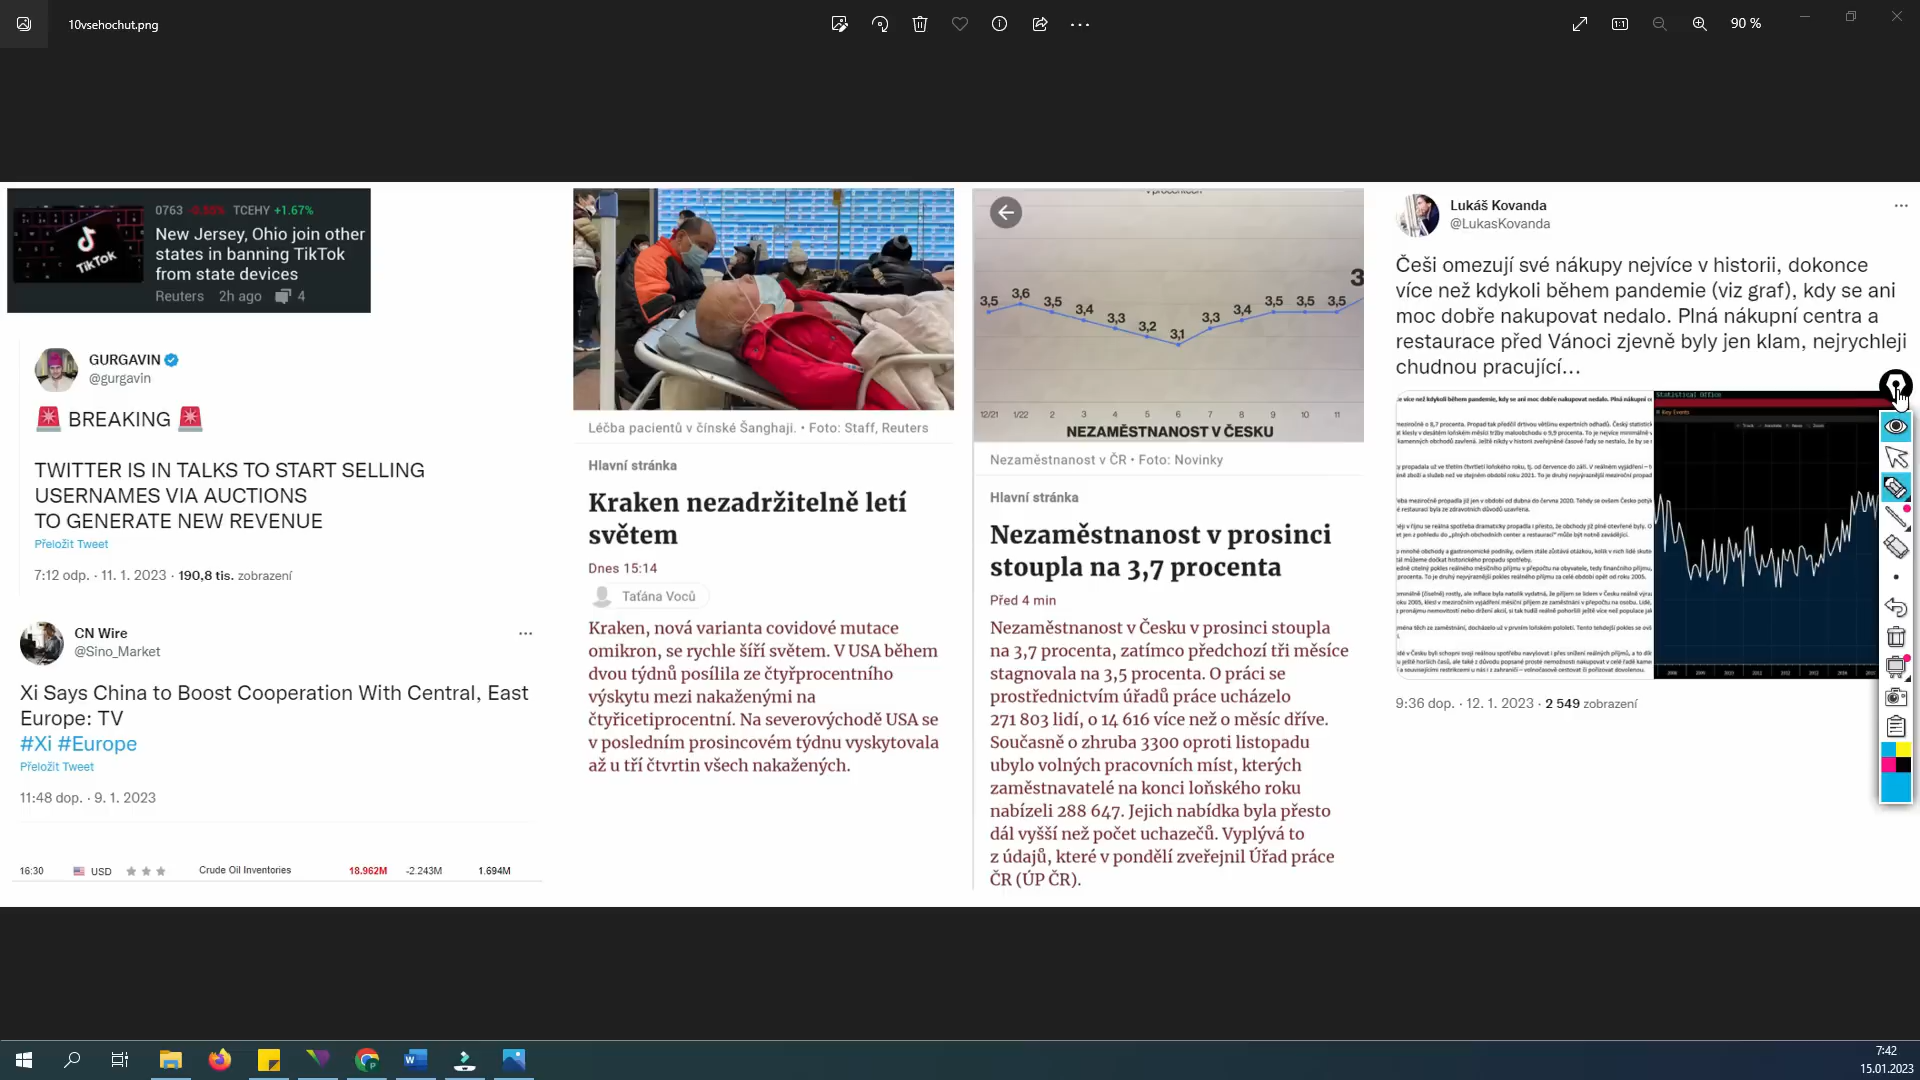 10vsehochut.png
90 %
0763 -0.55% TCEHY +1.67%
New Jersey, Ohio join other
states in banning TikTok
from state devices
Reuters 2h ago 4
TikTok
GURGAVIN
@gurgavin
BREAKING
TWITTER IS IN TALKS TO START SELLING
USERNAMES VIA AUCTIONS
TO GENERATE NEW REVENUE
Přeložit Tweet
7:12 odp. · 11. 1. 2023 · 190,8 tis. zobrazení
CN Wire
@Sino_Market
Xi Says China to Boost Cooperation With Central, East
Europe: TV
#Xi #Europe
Přeložit Tweet
11:48 dop. · 9. 1. 2023
16:30 USD Crude Oil Inventories 18.962M -2.243M 1.694M
Léčba pacientů v čínské Šanghaji. • Foto: Staff, Reuters
Hlavní stránka
Kraken nezadržitelně letí
světem
Dnes 15:14
Taťána Voců
Kraken, nová varianta covidové mutace
omikron, se rychle šíří světem. V USA během
dvou týdnů posílila ze čtyřprocentního
výskytu mezi nakaženými na
čtyřicetiprocentní. Na severovýchodě USA se
v posledním prosincovém týdnu vyskytovala
až u tří čtvrtin všech nakažených.
3,5 3,6 3,5 3,4 3,3 3,2 3,1 3,3 3,4 3,5 3,5 3,5 3
12/21 1/22 2 3 4 5 6 7 8 9 10 11
NEZAMĚSTNANOST V ČESKU
Nezaměstnanost v ČR • Foto: Novinky
Hlavní stránka
Nezaměstnanost v prosinci
stoupla na 3,7 procenta
Před 4 min
Nezaměstnanost v Česku v prosinci stoupla
na 3,7 procenta, zatímco předchozí tři měsíce
stagnovala na 3,5 procenta. O práci se
prostřednictvím úřadů práce ucházelo
271 803 lidí, o 14 616 více než o měsíc dříve.
Současně o zhruba 3300 oproti listopadu
ubylo volných pracovních míst, kterých
zaměstnavatelé na konci loňského roku
nabízeli 288 647. Jejich nabídka byla přesto
dál vyšší než počet uchazečů. Vyplývá to
z údajů, které v pondělí zveřejnil Úřad práce
ČR (ÚP ČR).
Lukáš Kovanda
@LukasKovanda
Češi omezují své nákupy nejvíce v historii, dokonce
více než kdykoli během pandemie (viz graf), kdy se ani
moc dobře nakupovat nedalo. Plná nákupní centra a
restaurace před Vánoci zjevně byly jen klam, nejrychleji
chudnou pracující…
9:36 dop. · 12. 1. 2023 · 2 549 zobrazení
7:42
15.01.2023